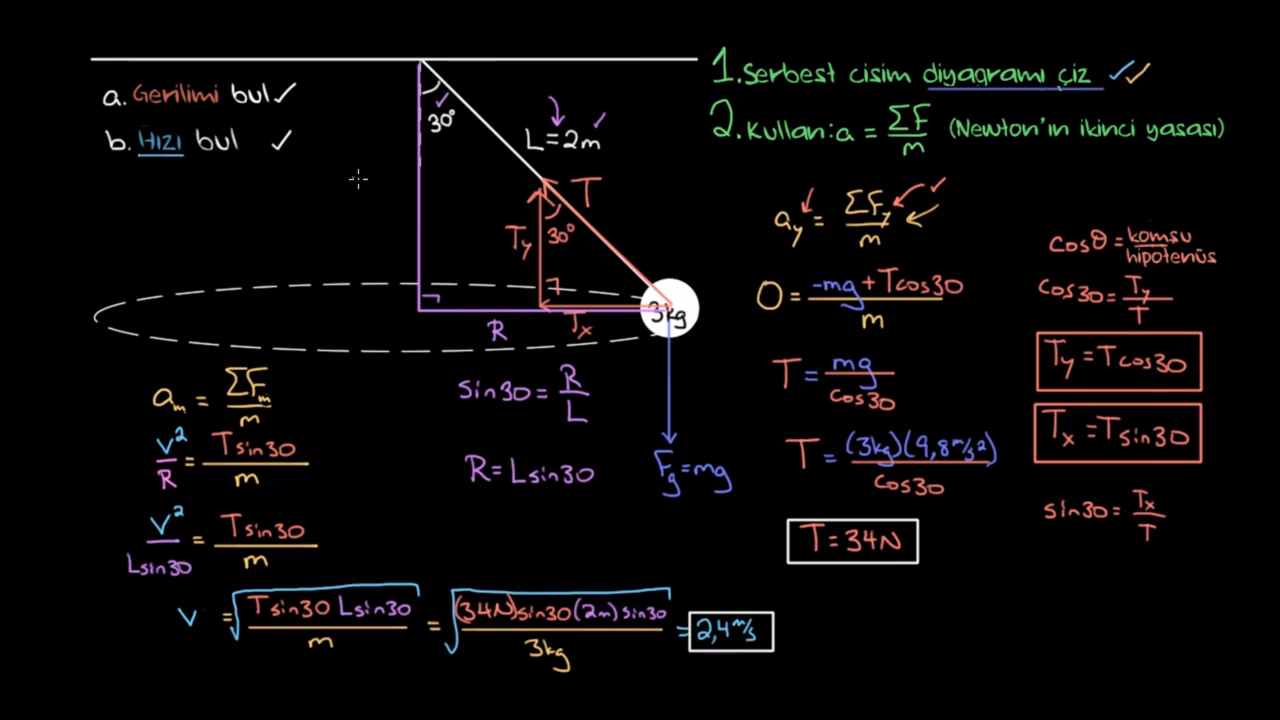 a. Gerilimi bul ✓
b. Hızı bul ✓
30°
L=2m
T
Ty
30°
Tx
R
3kg
Fg=mg
sin30 = R/L
R=Lsin30
am = ΣFm/m
v²/R = Tsin30/m
v²/Lsin30 = Tsin30/m
v = √(Tsin30 Lsin30/m) = √((34N)sin30(2m)sin30/3kg) = 2,4 m/s
1. Serbest cisim diyagramı çiz ✓✓
2. Kullan: a = ΣF/m (Newton'ın ikinci yasası)
ay = ΣFy/m
0 = -mg+Tcos30/m
T = mg/cos30
T = (3kg)(9,8m/s²)/cos30
T = 34N
cosθ = komşu/hipotenüs
cos30 = Ty/T
Ty = Tcos30
Tx = Tsin30
sin30 = Tx/T